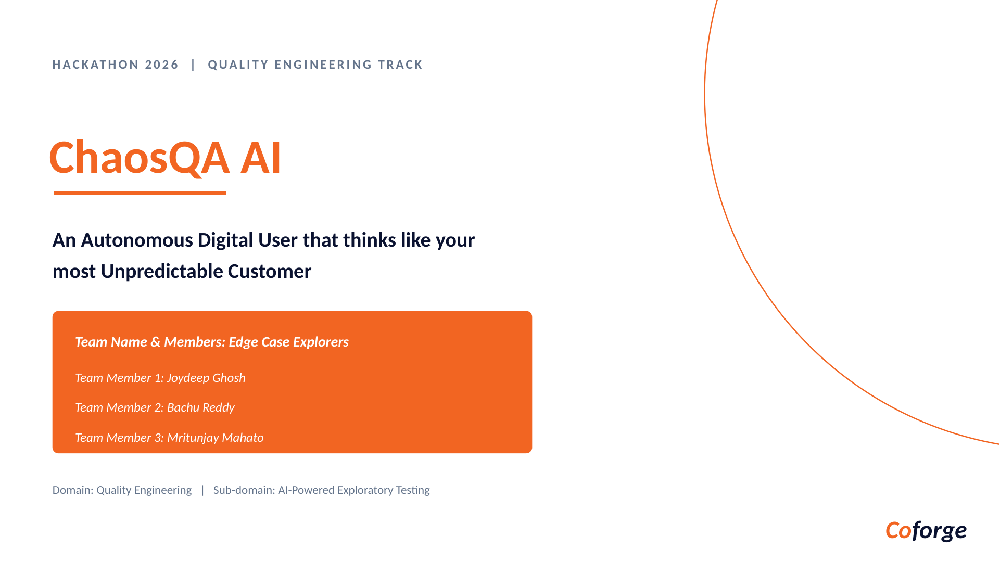 HACKATHON 2026 | QUALITY ENGINEERING TRACK
ChaosQA AI
An Autonomous Digital User that thinks like your
most Unpredictable Customer
Team Name & Members: Edge Case Explorers
Team Member 1: Joydeep Ghosh
Team Member 2: Bachu Reddy
Team Member 3: Mritunjay Mahato
Domain: Quality Engineering | Sub-domain: AI-Powered Exploratory Testing
Coforge